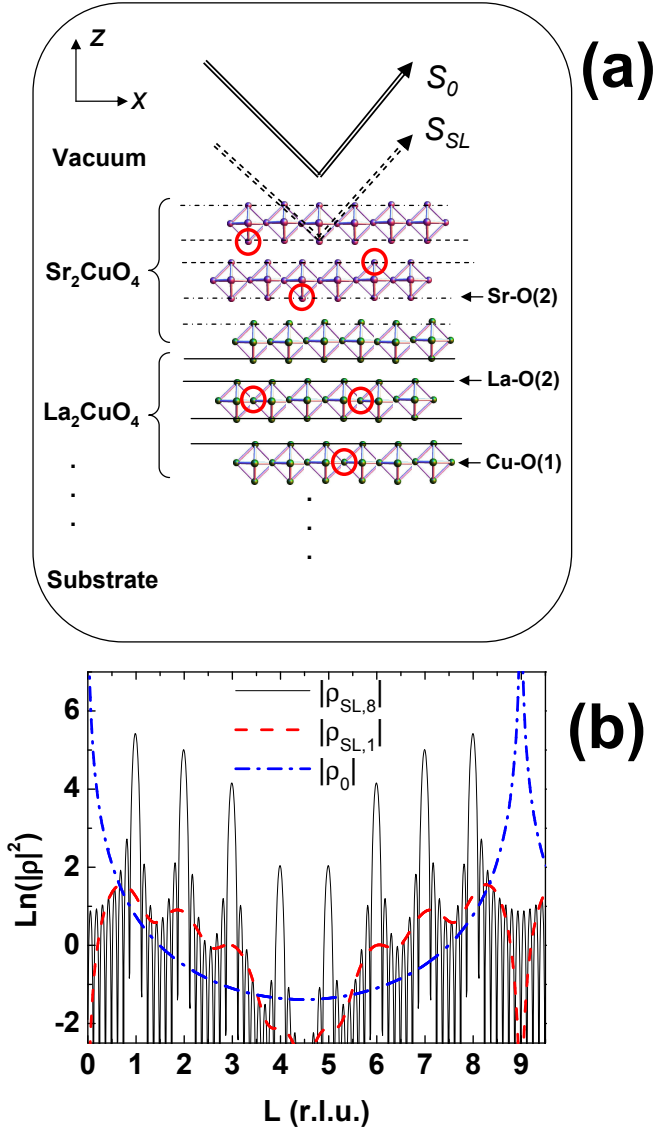 (a)
z
x
S0
SSL
Vacuum
Sr2CuO4
Sr-O(2)
La-O(2)
La2CuO4
Cu-O(1)
.
.
.
.
.
.
Substrate
(b)
|ρSL,8|
|ρSL,1|
|ρ0|
Ln(|ρ|²)
6
4
2
0
-2
0 1 2 3 4 5 6 7 8 9
L (r.l.u.)